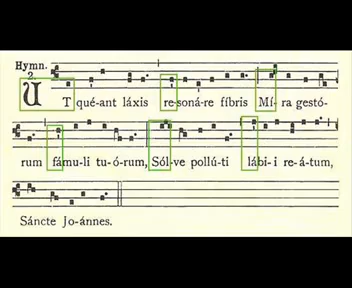 Hymn.
2.
UT qué-ant láxis re-soná-re fíbris Mí-ra gestó-
rum fámu-li tu-ó-rum, Sól-ve pollú-ti lábi-i re-á-tum,
Sáncte Jo-ánnes.